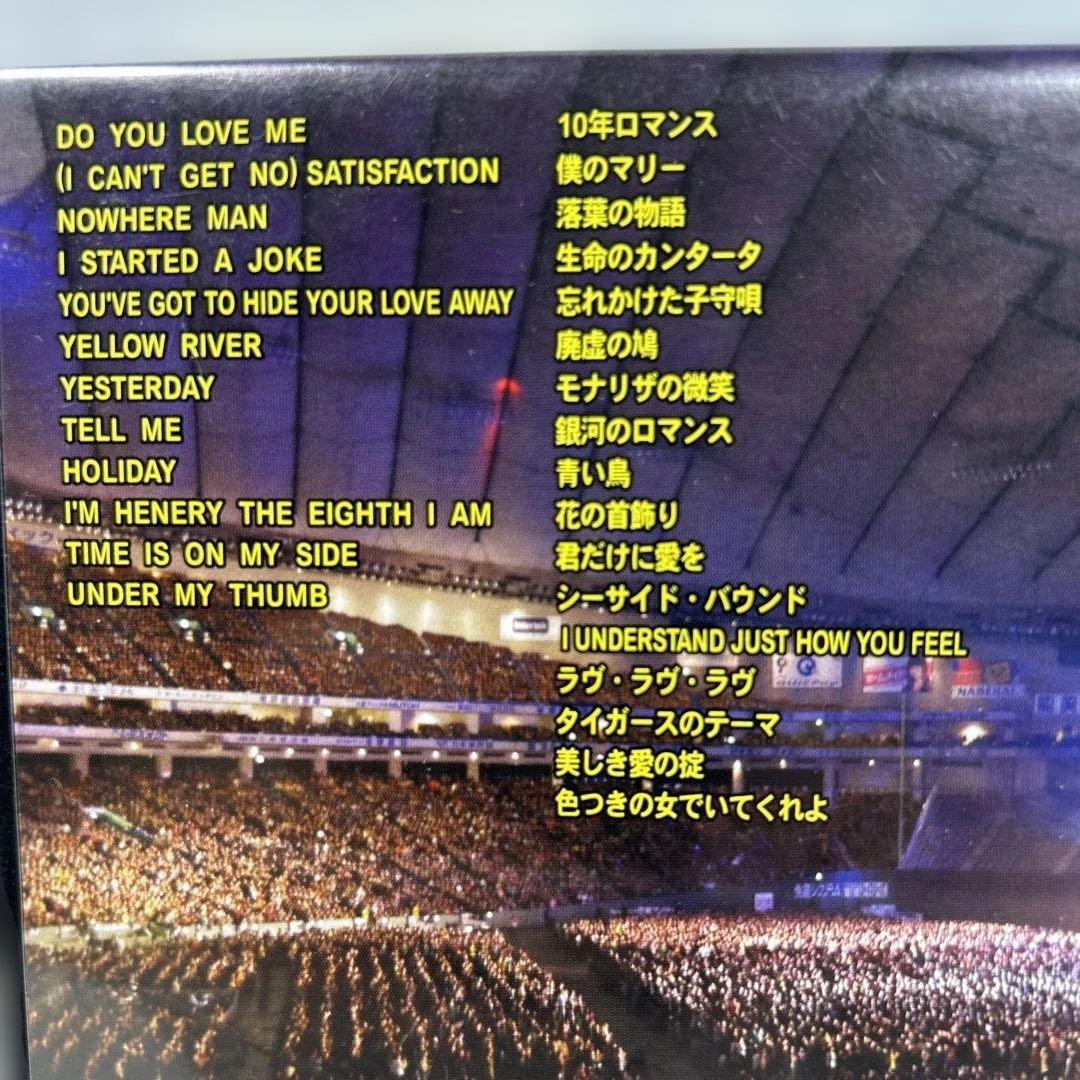 DO YOU LOVE ME
(I CAN'T GET NO) SATISFACTION
NOWHERE MAN
I STARTED A JOKE
YOU'VE GOT TO HIDE YOUR LOVE AWAY
YELLOW RIVER
YESTERDAY
TELL ME
HOLIDAY
I'M HENERY THE EIGHTH I AM
TIME IS ON MY SIDE
UNDER MY THUMB
10年ロマンス
僕のマリー
落葉の物語
生命のカンタータ
忘れかけた子守唄
廃虚の鳩
モナリザの微笑
銀河のロマンス
青い鳥
花の首飾り
君だけに愛を
シーサイド・バウンド
I UNDERSTAND JUST HOW YOU FEEL
ラヴ・ラヴ・ラヴ
タイガースのテーマ
美しき愛の掟
色つきの女でいてくれよ